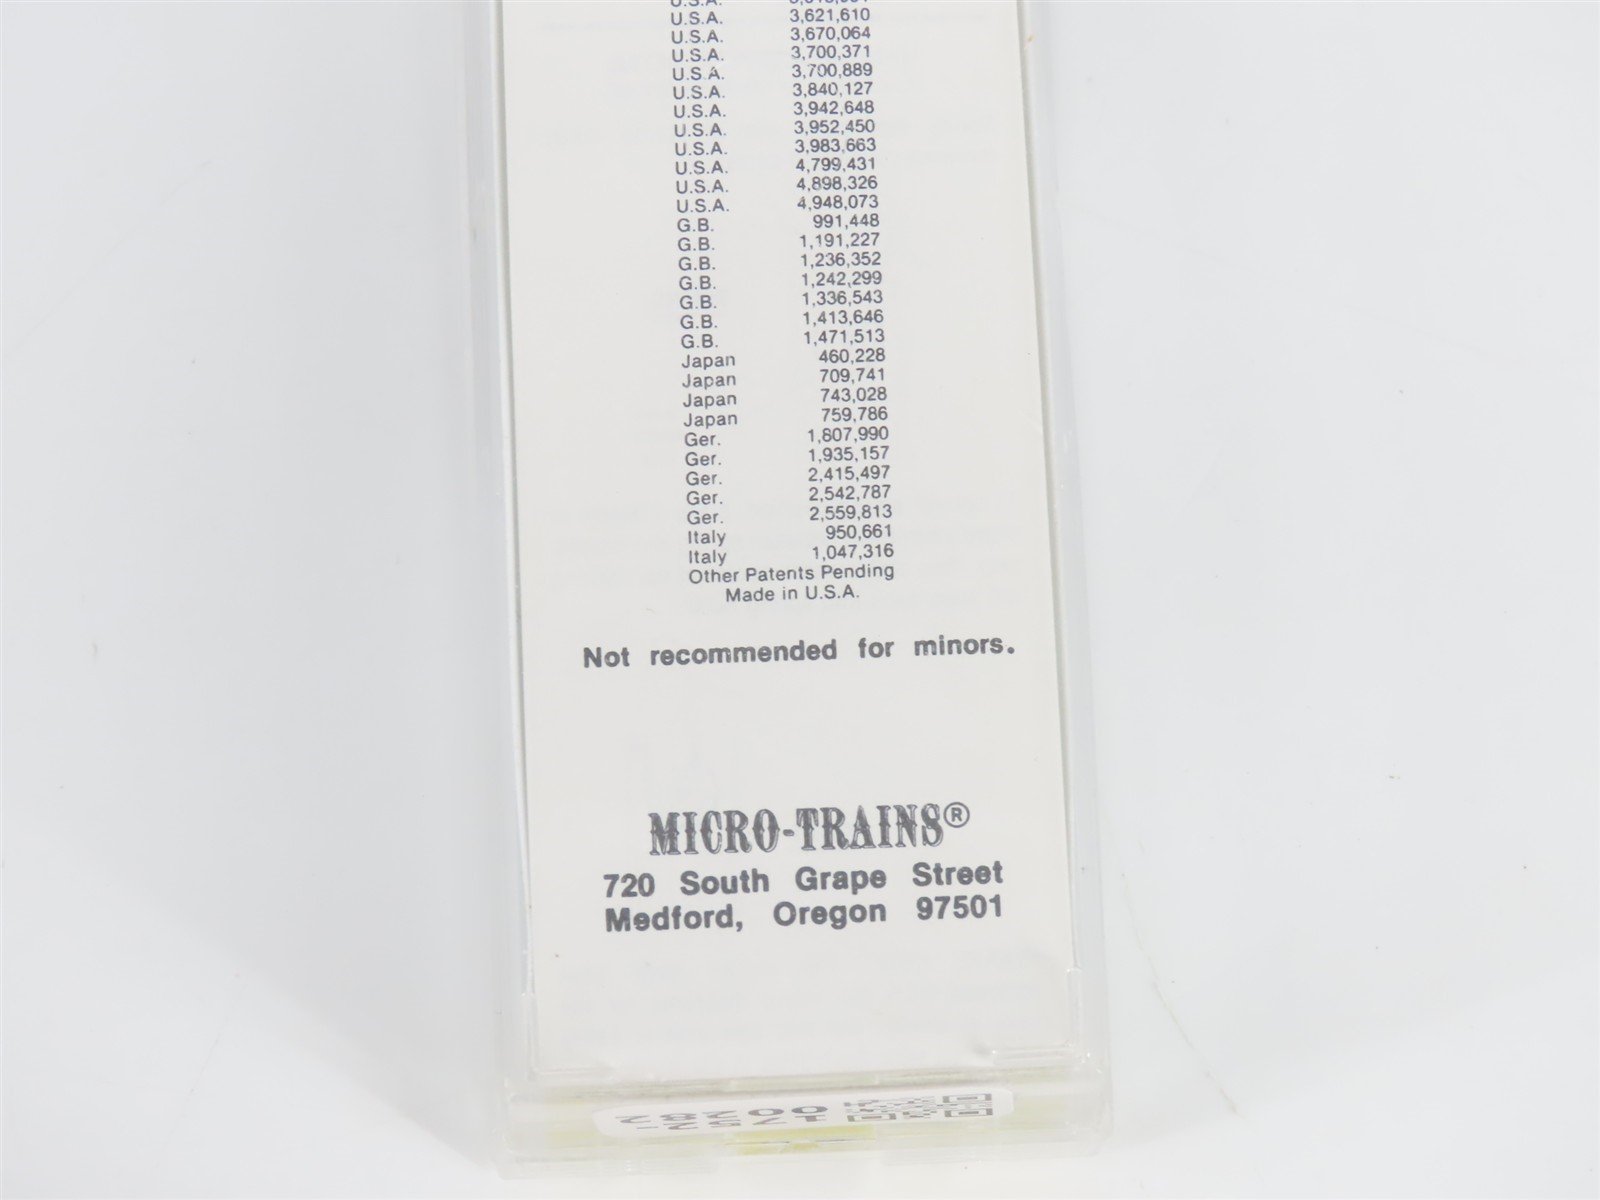 U.S.A. 3,621,610
U.S.A. 3,670,064
U.S.A. 3,700,371
U.S.A. 3,700,889
U.S.A. 3,840,127
U.S.A. 3,942,648
U.S.A. 3,952,450
U.S.A. 3,983,663
U.S.A. 4,799,431
U.S.A. 4,898,326
U.S.A. 4,948,073
G.B. 991,448
G.B. 1,191,227
G.B. 1,236,352
G.B. 1,242,299
G.B. 1,336,543
G.B. 1,413,646
G.B. 1,471,513
Japan 460,228
Japan 709,741
Japan 743,028
Japan 759,786
Ger. 1,807,990
Ger. 1,935,157
Ger. 2,415,497
Ger. 2,542,787
Ger. 2,559,813
Italy 950,661
Italy 1,047,316
Other Patents Pending
Made in U.S.A.
Not recommended for minors.
MICRO-TRAINS®
720 South Grape Street
Medford, Oregon 97501